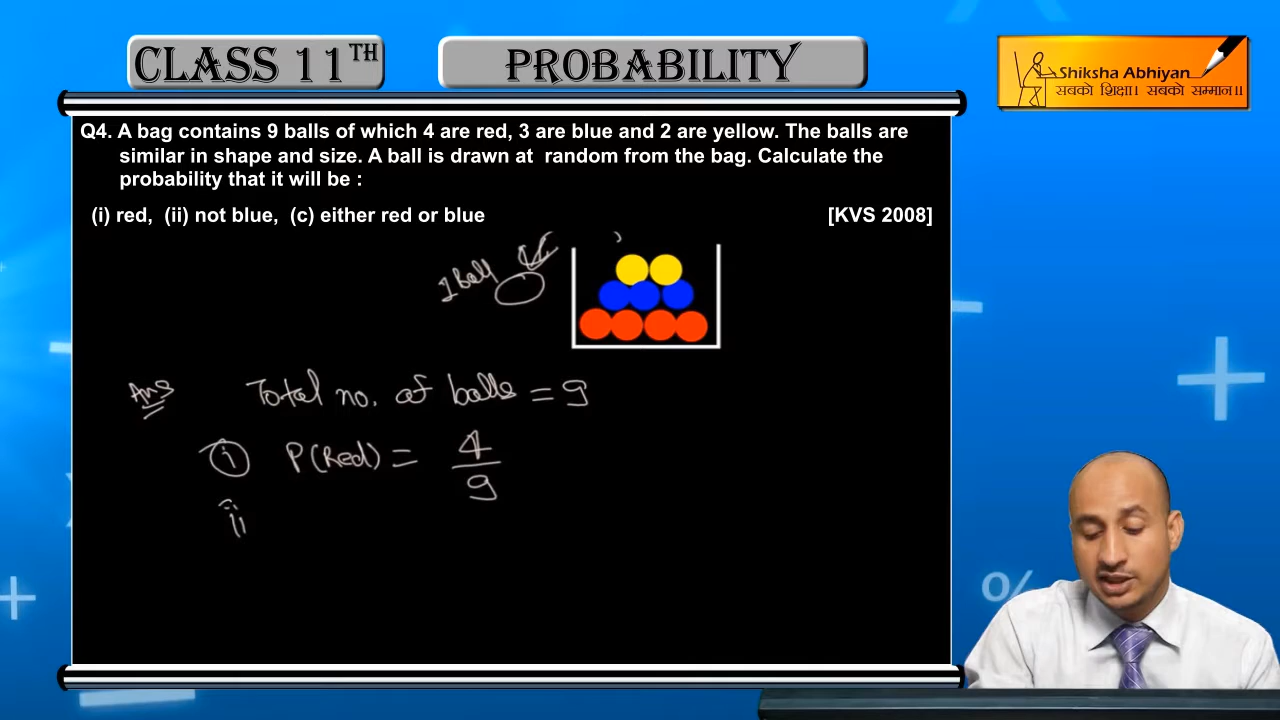 CLASS 11TH
PROBABILITY
Shiksha Abhiyan
सबको शिक्षा। सबको सम्मान।।
Q4. A bag contains 9 balls of which 4 are red, 3 are blue and 2 are yellow. The balls are
similar in shape and size. A ball is drawn at random from the bag. Calculate the
probability that it will be :
(i) red, (ii) not blue, (c) either red or blue [KVS 2008]
1 Ball
Ans Total no. of balls = 9
i P(Red) = 4/9
ii